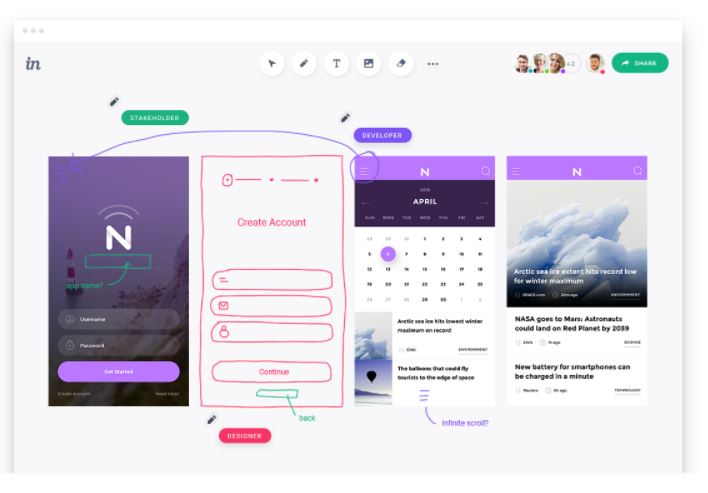 in
T
+2
SHARE
STAKEHOLDER
DEVELOPER
N
app name?
Username
Password
Get Started
Create Account
Need Help?
Create Account
Continue
back
DESIGNER
N
2015
APRIL
SUN MON TUE WED THU FRI SAT
29 30 31 1 2 3 4
5 6 7 8 9 10 11
12 13 14 15 16 17 18
19 20 21 22 23 24 25
26 27 28 29 30 1 2
Arctic sea ice hits lowest winter
maximum on record
CNN
ENVIRONMENT
The balloons that could fly
tourists to the edge of space
infinite scroll?
N
Arctic sea ice extent hits record low
for winter maximum
SPACE.com
20m ago
ENVIRONMENT
NASA goes to Mars: Astronauts
could land on Red Planet by 2039
CNN
SCIENCE
New battery for smartphones can
be charged in a minute
Reuters
TECHNOLOGY